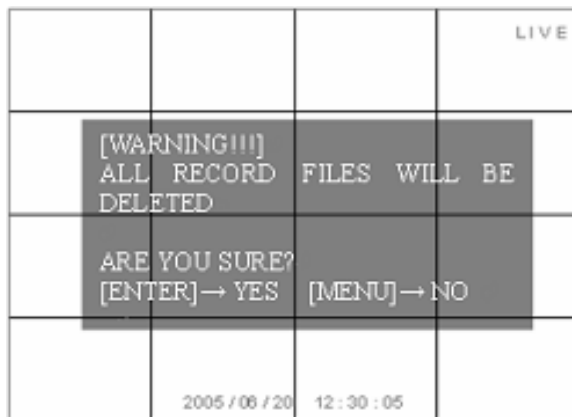 LIVE
[WARNING!!!]
ALL RECORD FILES WILL BE
DELETED
ARE YOU SURE?
[ENTER]→ YES [MENU]→ NO
2005/06/20 12:30:05